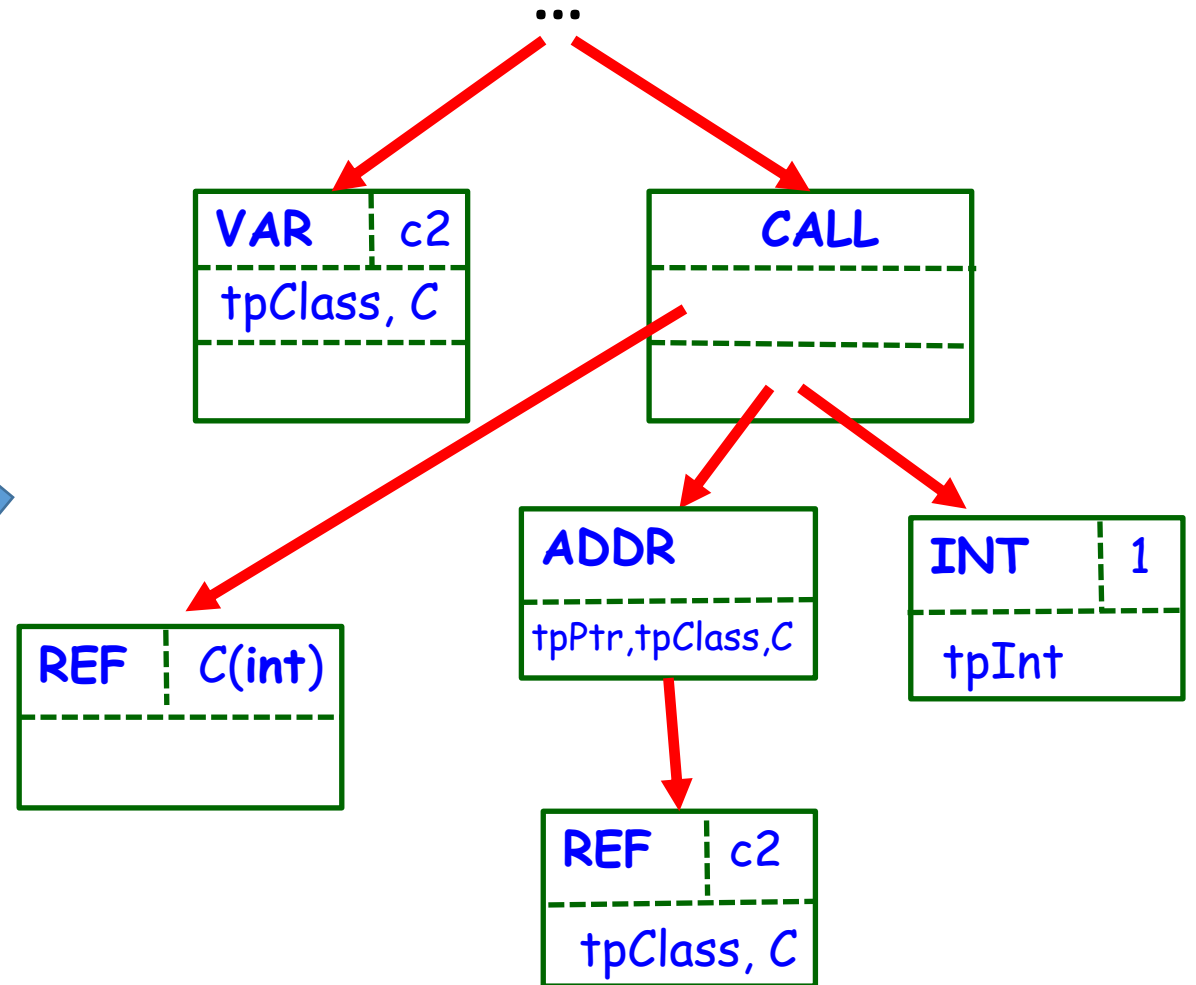 ...
VAR c2
tpClass, C
CALL
ADDR
tpPtr,tpClass,C
INT 1
tpInt
REF C(int)
REF c2
tpClass, C